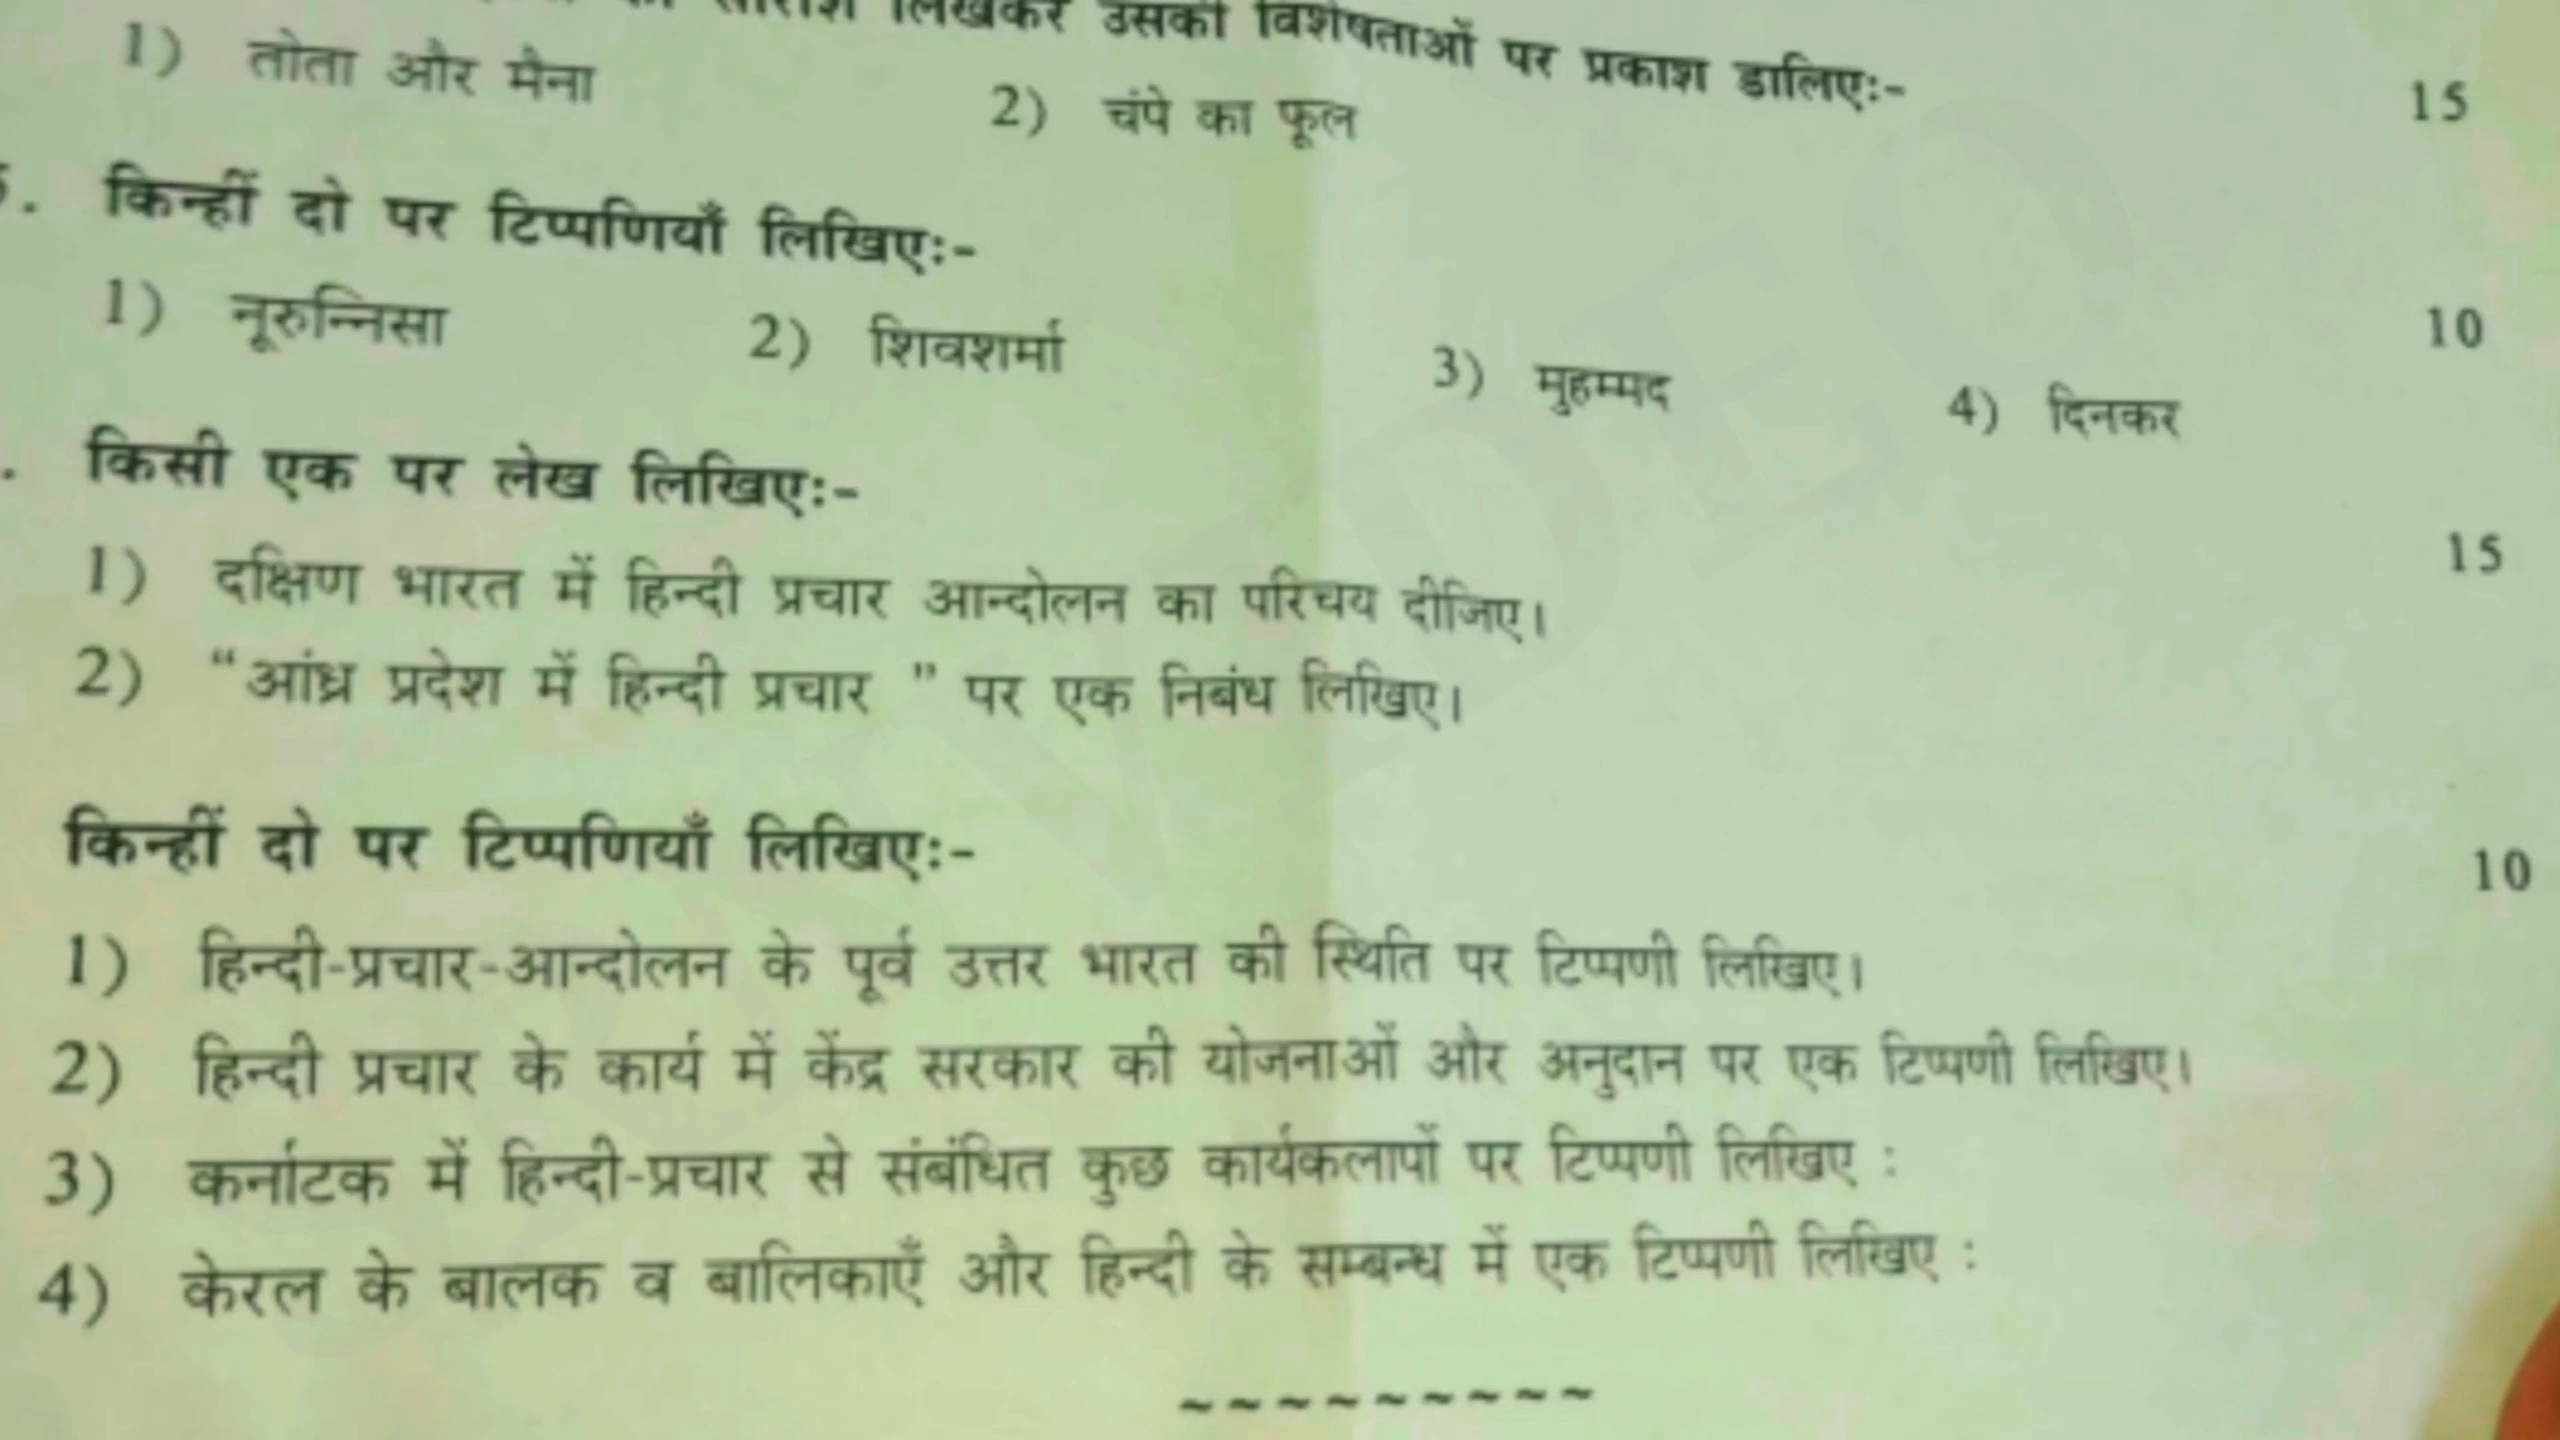 लिखकर उसकी विशेषताओं पर प्रकाश डालिएः-
1) तोता और मैना 2) चंपे का फूल 15
किन्हीं दो पर टिप्पणियाँ लिखिएः-
1) नूरुन्निसा 2) शिवशर्मा 3) मुहम्मद 4) दिनकर 10
किसी एक पर लेख लिखिएः-
1) दक्षिण भारत में हिन्दी प्रचार आन्दोलन का परिचय दीजिए। 15
2) “आंध्र प्रदेश में हिन्दी प्रचार ” पर एक निबंध लिखिए।
किन्हीं दो पर टिप्पणियाँ लिखिएः- 10
1) हिन्दी-प्रचार-आन्दोलन के पूर्व उत्तर भारत की स्थिति पर टिप्पणी लिखिए।
2) हिन्दी प्रचार के कार्य में केंद्र सरकार की योजनाओं और अनुदान पर एक टिप्पणी लिखिए।
3) कर्नाटक में हिन्दी-प्रचार से संबंधित कुछ कार्यकलापों पर टिप्पणी लिखिए :
4) केरल के बालक व बालिकाएँ और हिन्दी के सम्बन्ध में एक टिप्पणी लिखिए :
~~~~~~~~~